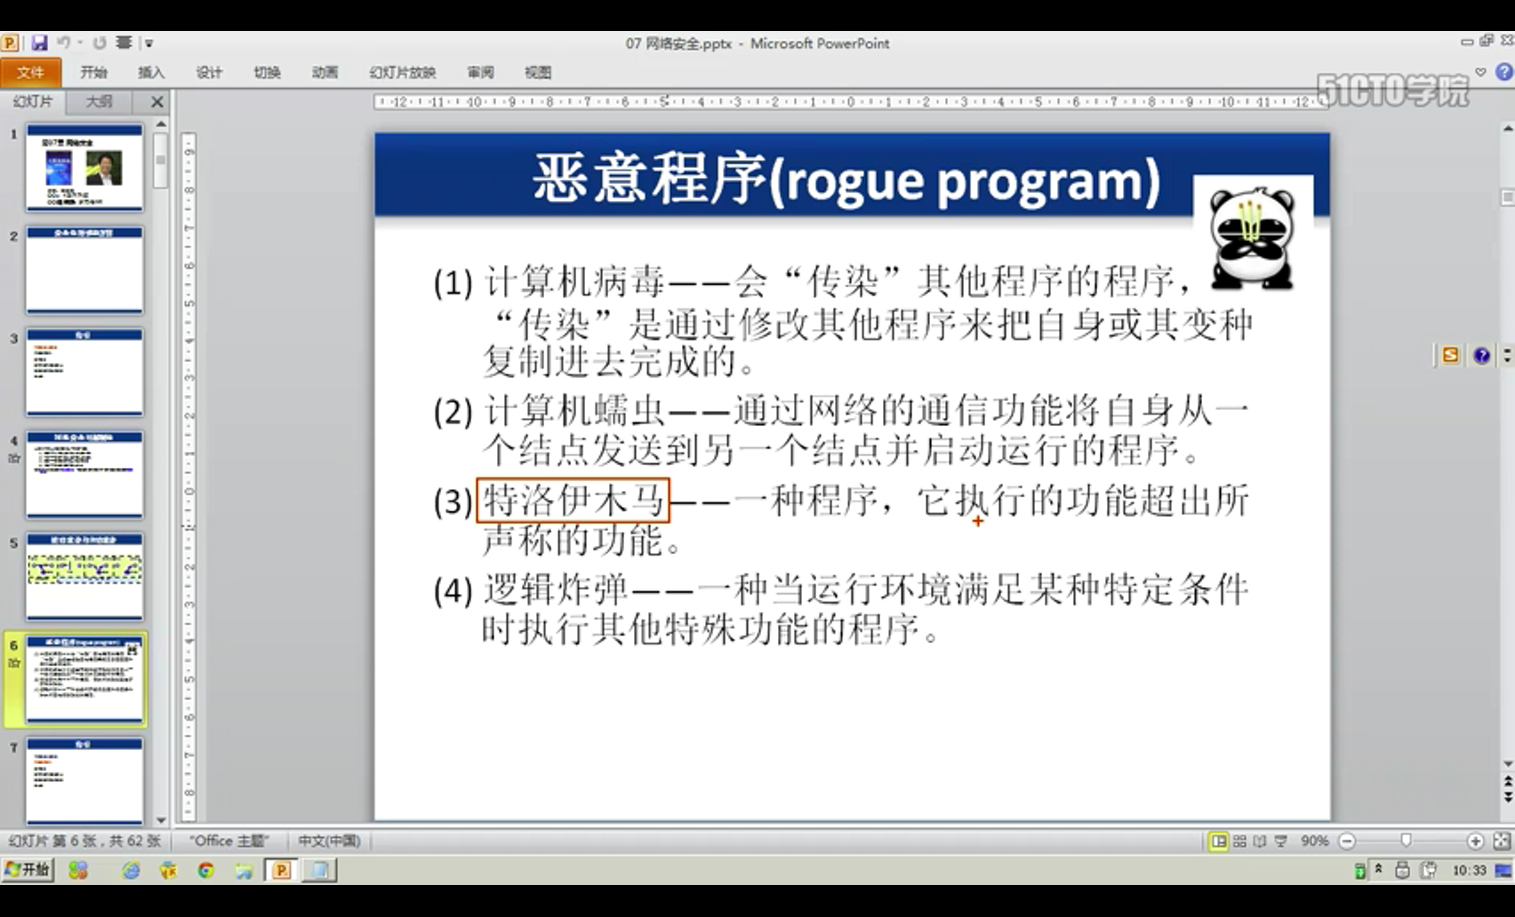 07 网络安全.pptx - Microsoft PowerPoint
文件 开始 插入 设计 切换 动画 幻灯片放映 审阅 视图
51CTO学院
幻灯片 大纲
恶意程序(rogue program)
(1) 计算机病毒——会“传染”其他程序的程序，
“传染”是通过修改其他程序来把自身或其变种
复制进去完成的。
(2) 计算机蠕虫——通过网络的通信功能将自身从一
个结点发送到另一个结点并启动运行的程序。
(3) 特洛伊木马——一种程序，它执行的功能超出所
声称的功能。
(4) 逻辑炸弹——一种当运行环境满足某种特定条件
时执行其他特殊功能的程序。
1
2
3
4
5
6
7
幻灯片 第 6 张，共 62 张 "Office 主题" 中文(中国) 90%
开始 10:33